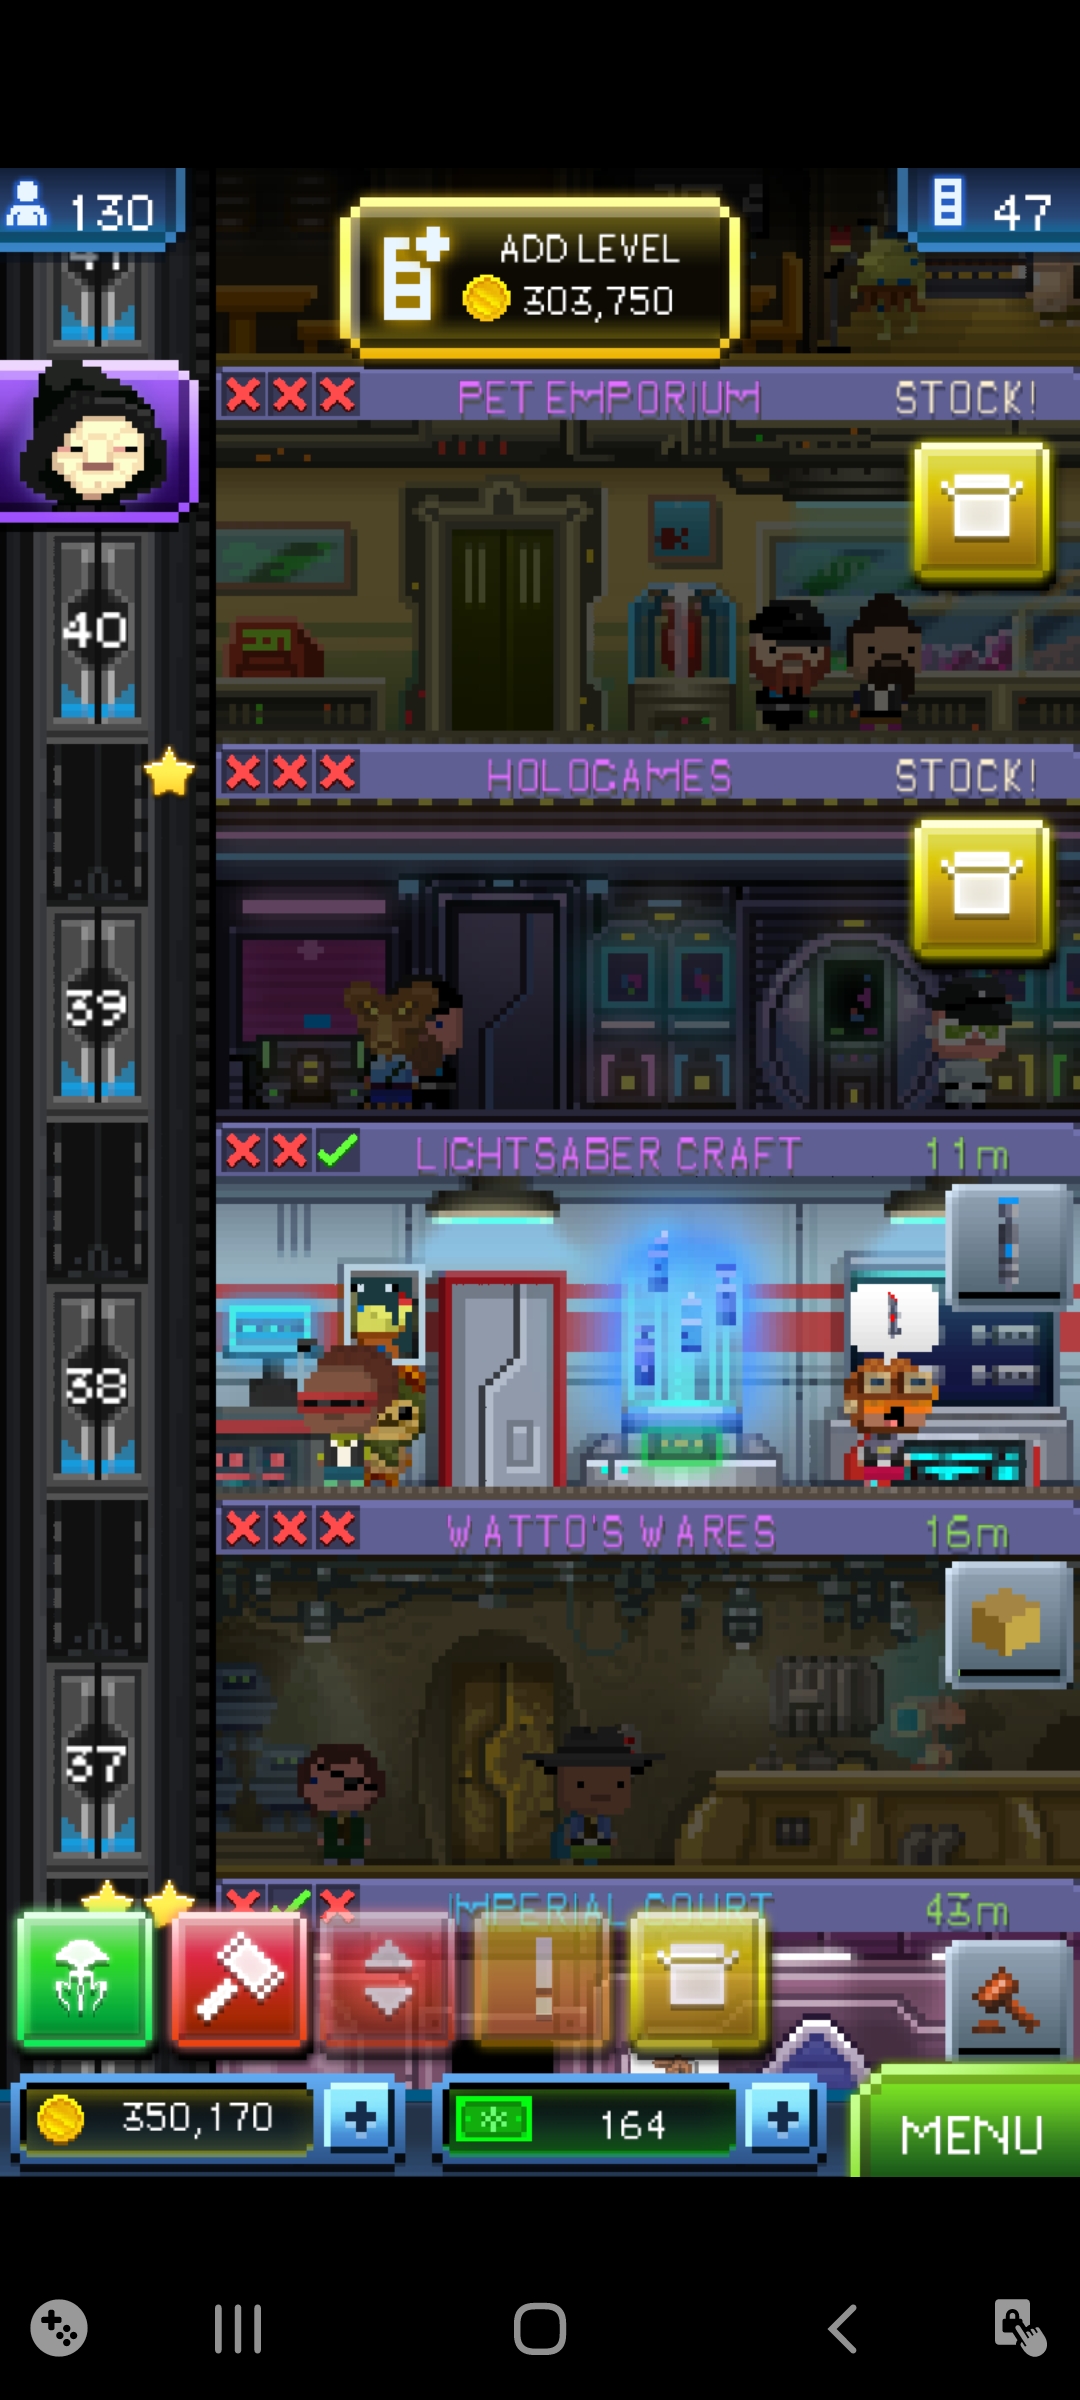 130
47
ADD LEVEL
303,750
PET EMPORIUM
STOCK!
40
HOLOGAMES
STOCK!
39
LIGHTSABER CRAFT
11m
38
WATTO'S WARES
16m
37
IMPERIAL COURT
43m
350,170
164
MENU